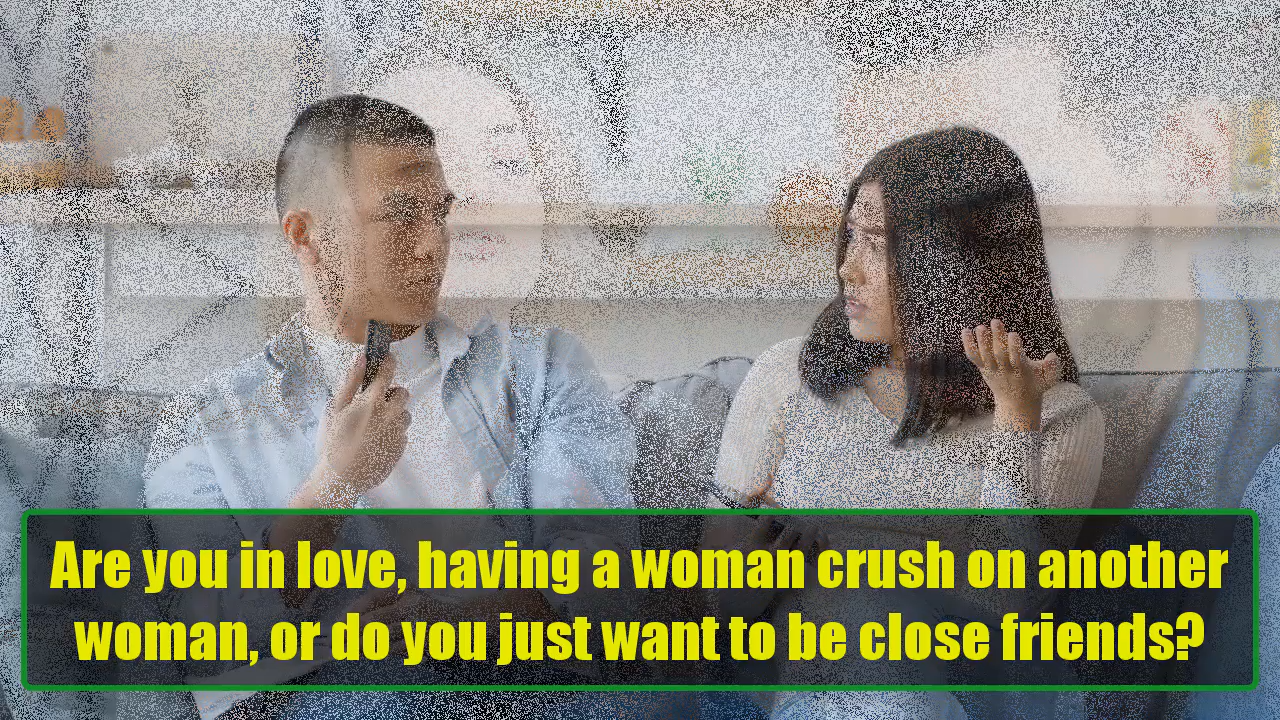 Are you in love, having a woman crush on another
woman, or do you just want to be close friends?